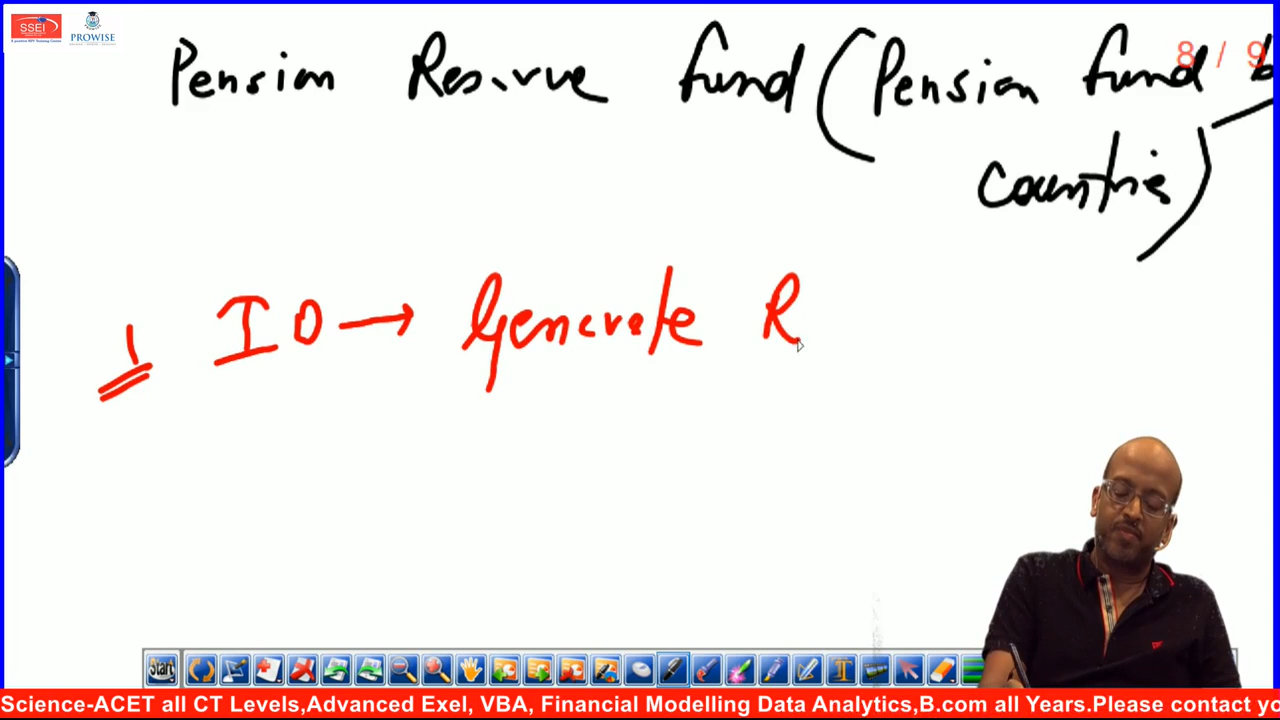 SSEI
PROWISE
8 / 9
Pension Reserve fund (Pension fund b
countries)
1 IO → Generate R
Start
Science-ACET all CT Levels,Advanced Exel, VBA, Financial Modelling Data Analytics,B.com all Years.Please contact yo